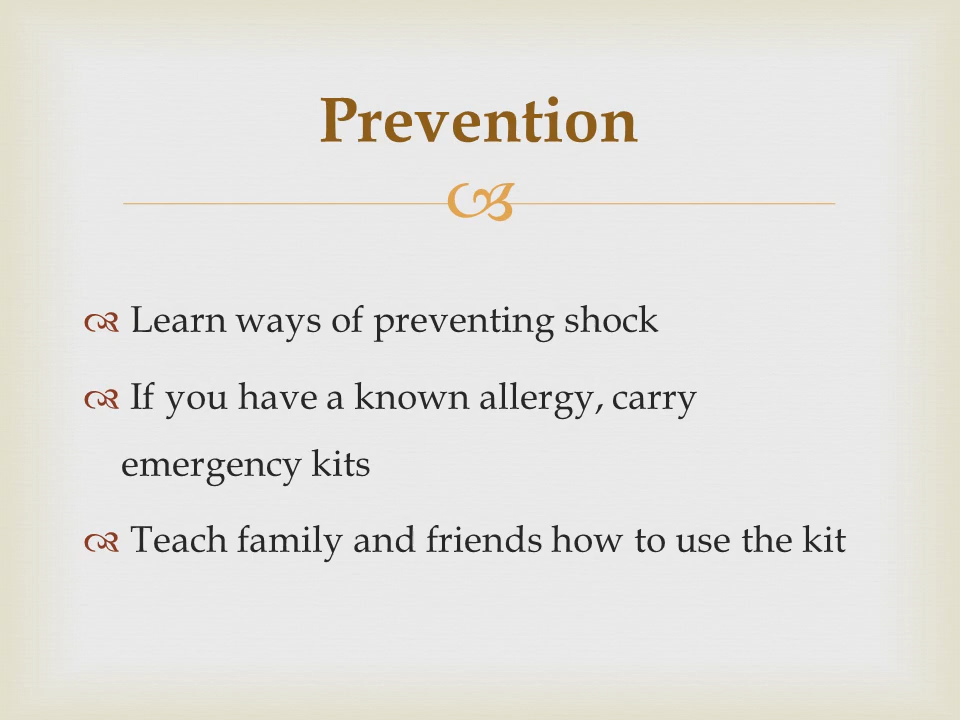 Prevention
Learn ways of preventing shock
If you have a known allergy, carry
emergency kits
Teach family and friends how to use the kit